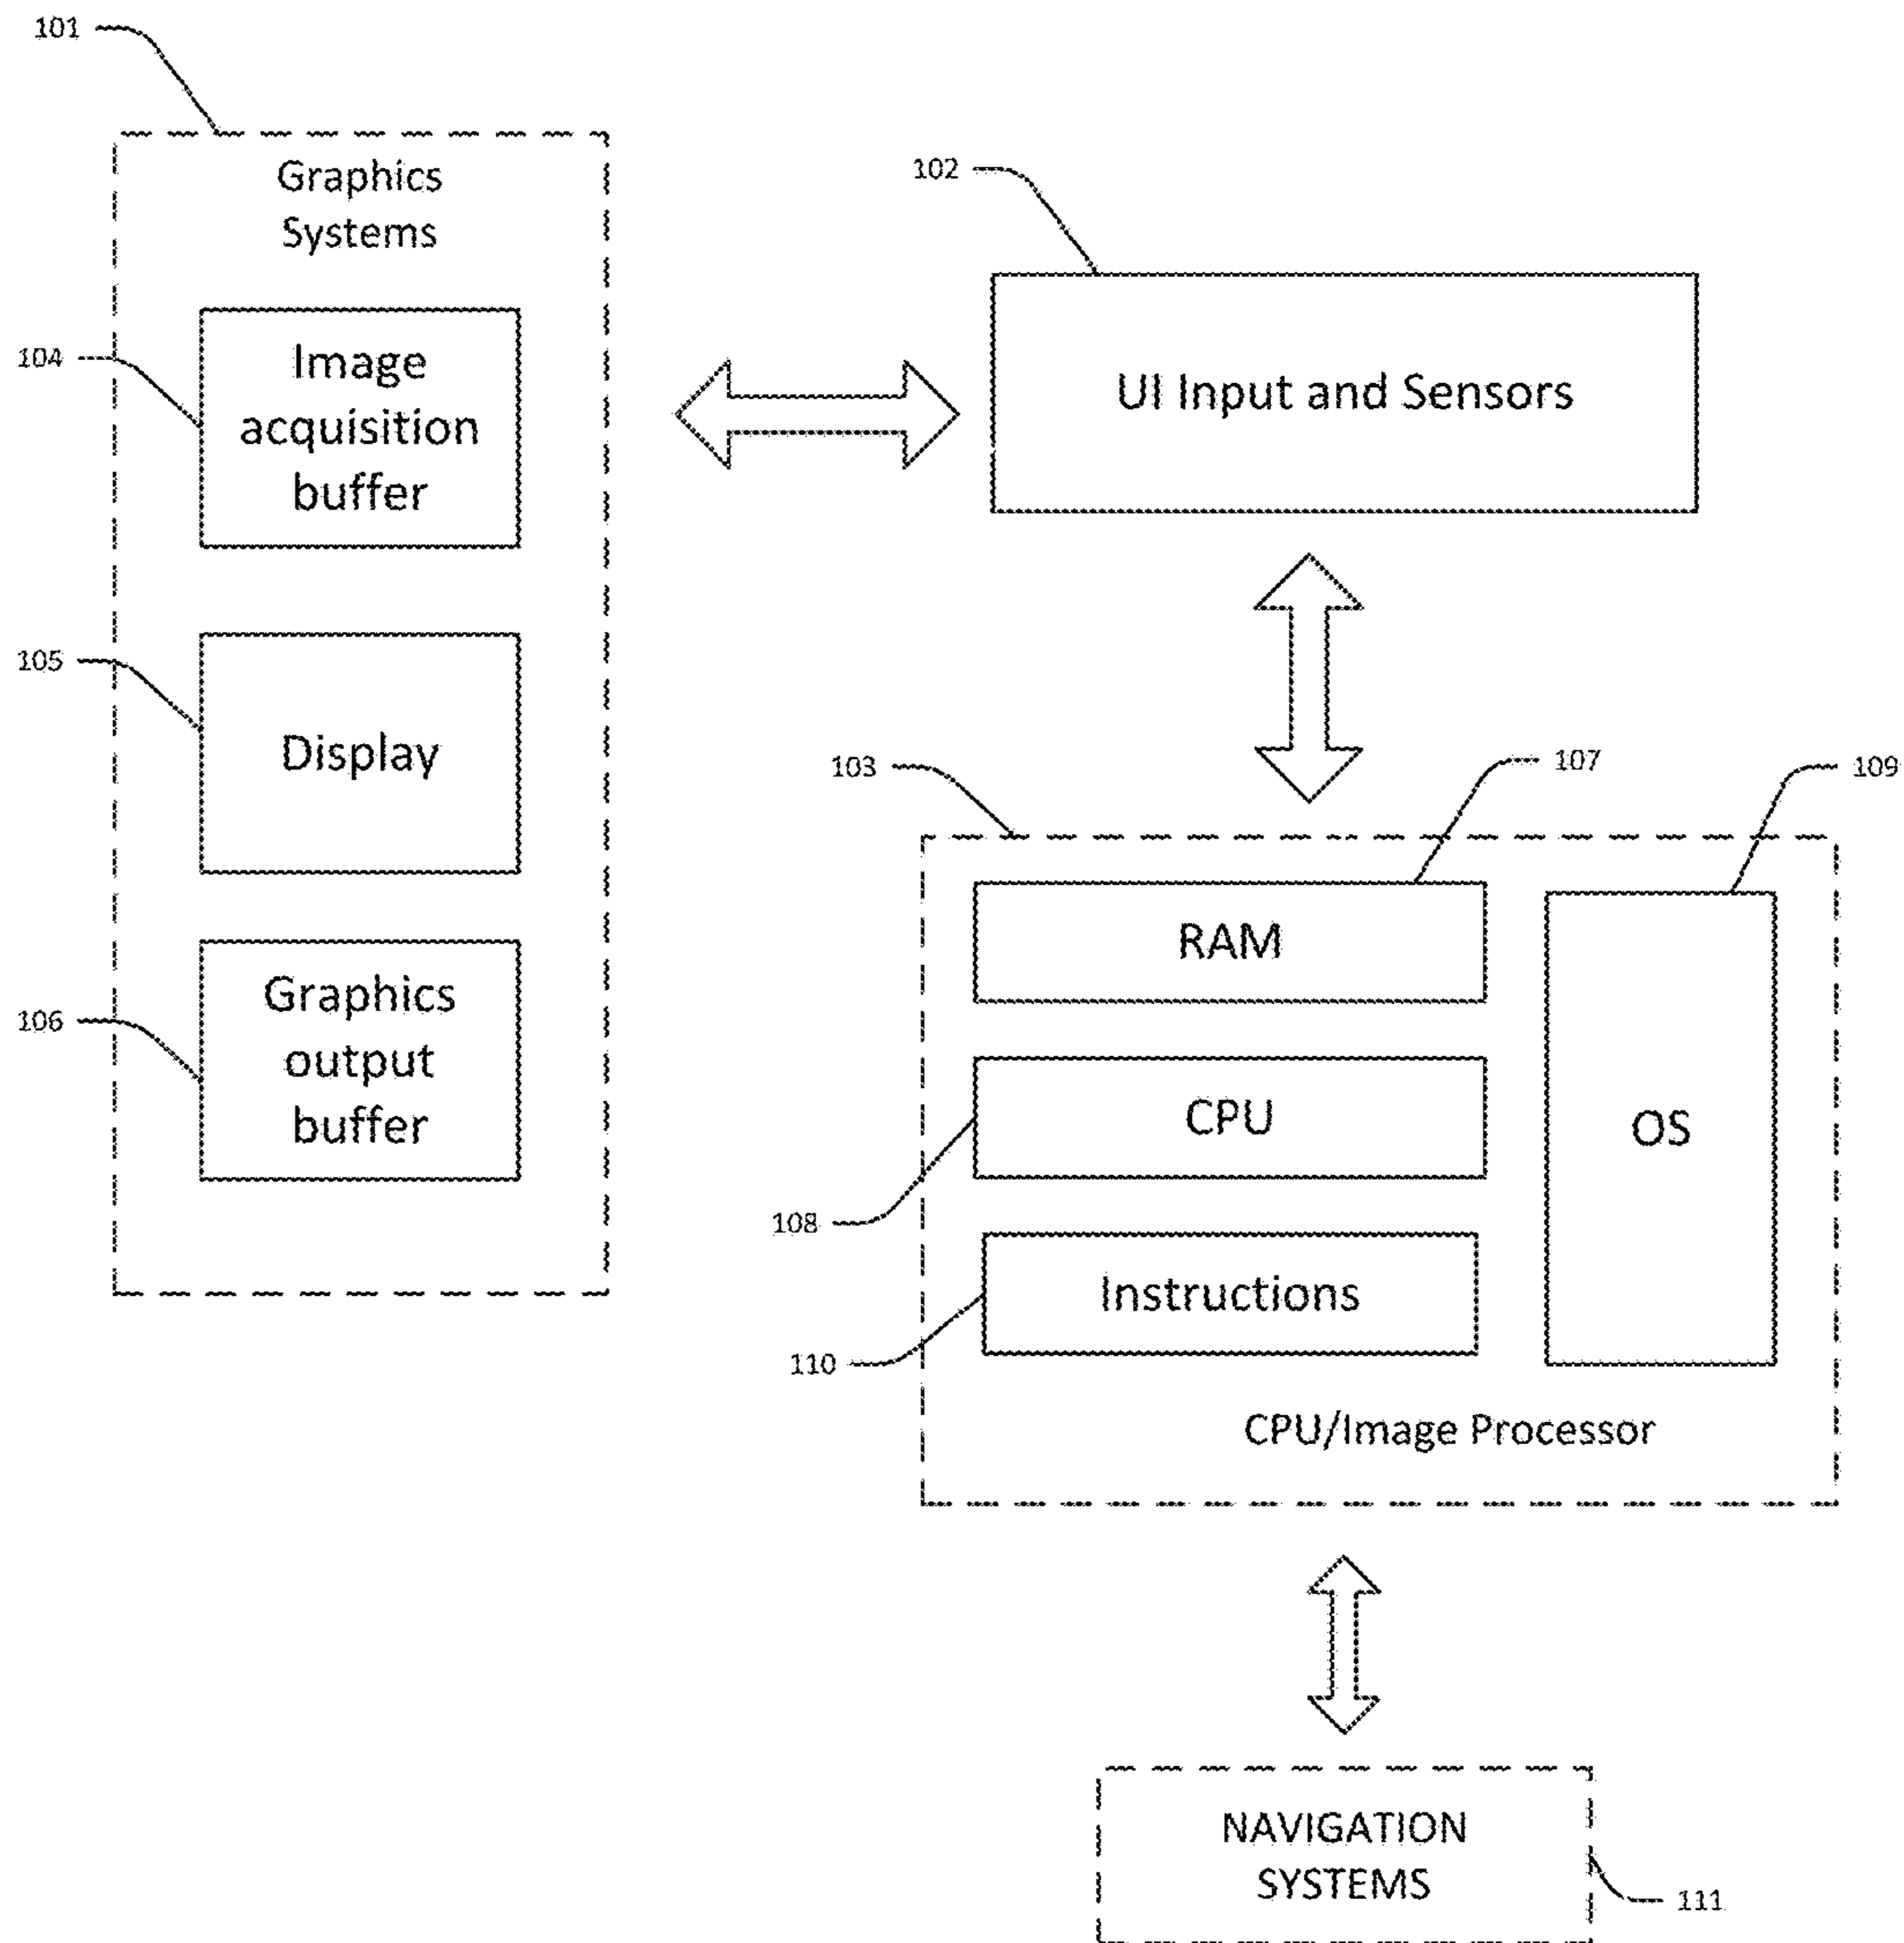 101
Graphics
Systems
102
104
Image
acquisition
buffer
UI Input and Sensors
105
Display
103
107
109
RAM
106
Graphics
output
buffer
CPU
OS
108
Instructions
110
CPU/Image Processor
NAVIGATION
SYSTEMS
111